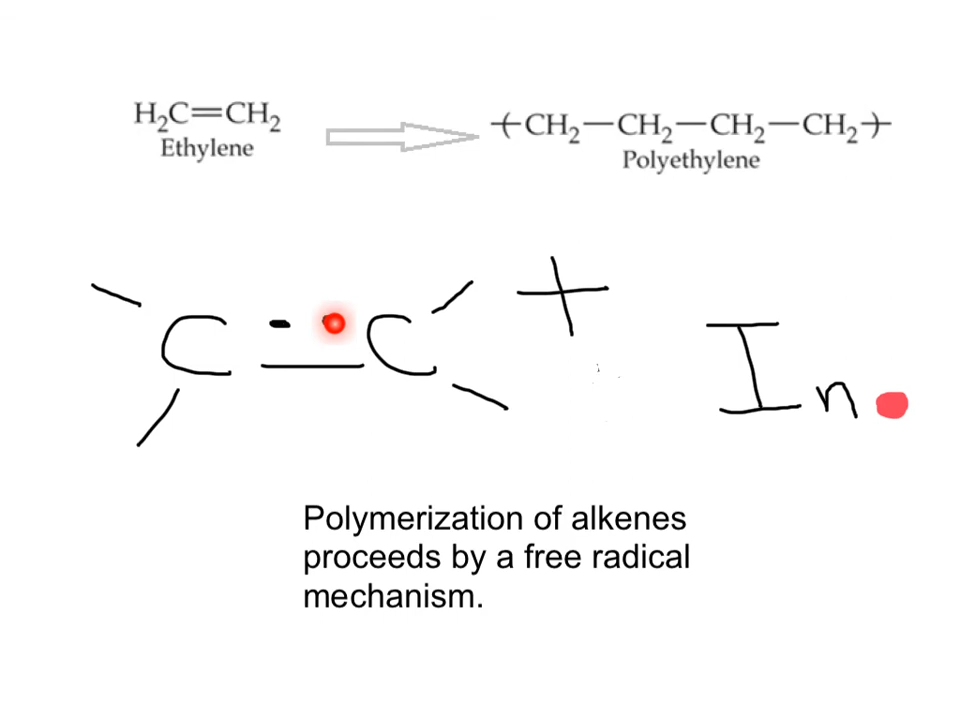 H₂C=CH₂
Ethylene
-(-CH₂-CH₂-CH₂-CH₂-)-
Polyethylene
C = C + In•
Polymerization of alkenes
proceeds by a free radical
mechanism.